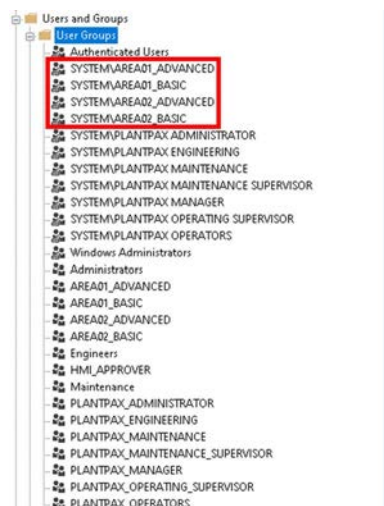 Users and Groups
User Groups
Authenticated Users
SYSTEM\AREA01_ADVANCED
SYSTEM\AREA01_BASIC
SYSTEM\AREA02_ADVANCED
SYSTEM\AREA02_BASIC
SYSTEM\PLANTPAX ADMINISTRATOR
SYSTEM\PLANTPAX ENGINEERING
SYSTEM\PLANTPAX MAINTENANCE
SYSTEM\PLANTPAX MAINTENANCE SUPERVISOR
SYSTEM\PLANTPAX MANAGER
SYSTEM\PLANTPAX OPERATING SUPERVISOR
SYSTEM\PLANTPAX OPERATORS
Windows Administrators
Administrators
AREA01_ADVANCED
AREA01_BASIC
AREA02_ADVANCED
AREA02_BASIC
Engineers
HMI_APPROVER
Maintenance
PLANTPAX_ADMINISTRATOR
PLANTPAX_ENGINEERING
PLANTPAX_MAINTENANCE
PLANTPAX_MAINTENANCE_SUPERVISOR
PLANTPAX_MANAGER
PLANTPAX_OPERATING_SUPERVISOR
PLANTPAX_OPERATORS